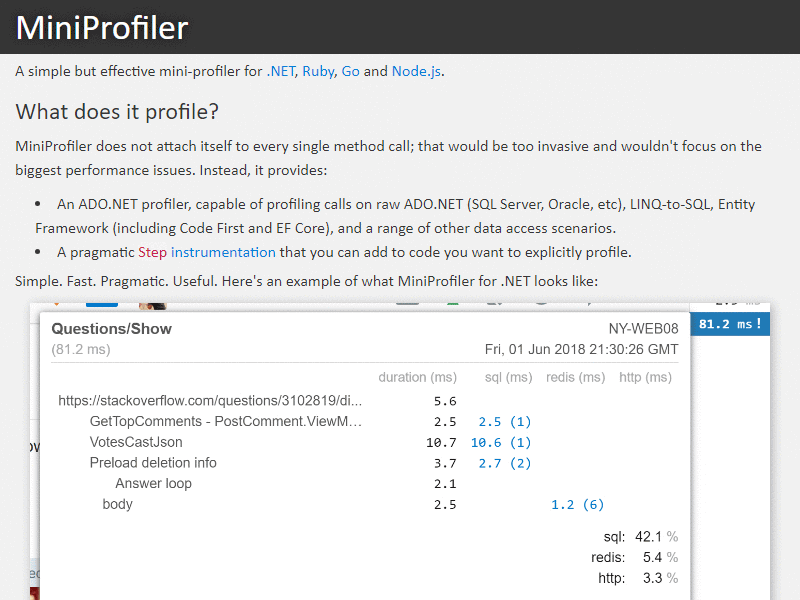 MiniProfiler
A simple but effective mini-profiler for .NET, Ruby, Go and Node.js.
What does it profile?
MiniProfiler does not attach itself to every single method call; that would be too invasive and wouldn't focus on the
biggest performance issues. Instead, it provides:
• An ADO.NET profiler, capable of profiling calls on raw ADO.NET (SQL Server, Oracle, etc), LINQ-to-SQL, Entity
Framework (including Code First and EF Core), and a range of other data access scenarios.
• A pragmatic Step instrumentation that you can add to code you want to explicitly profile.
Simple. Fast. Pragmatic. Useful. Here's an example of what MiniProfiler for .NET looks like:
Questions/Show NY-WEB08 81.2 ms!
(81.2 ms) Fri, 01 Jun 2018 21:30:26 GMT
duration (ms) sql (ms) redis (ms) http (ms)
https://stackoverflow.com/questions/3102819/di... 5.6
GetTopComments - PostComment.ViewM... 2.5 2.5 (1)
VotesCastJson 10.7 10.6 (1)
Preload deletion info 3.7 2.7 (2)
Answer loop 2.1
body 2.5 1.2 (6)
sql: 42.1 %
redis: 5.4 %
http: 3.3 %